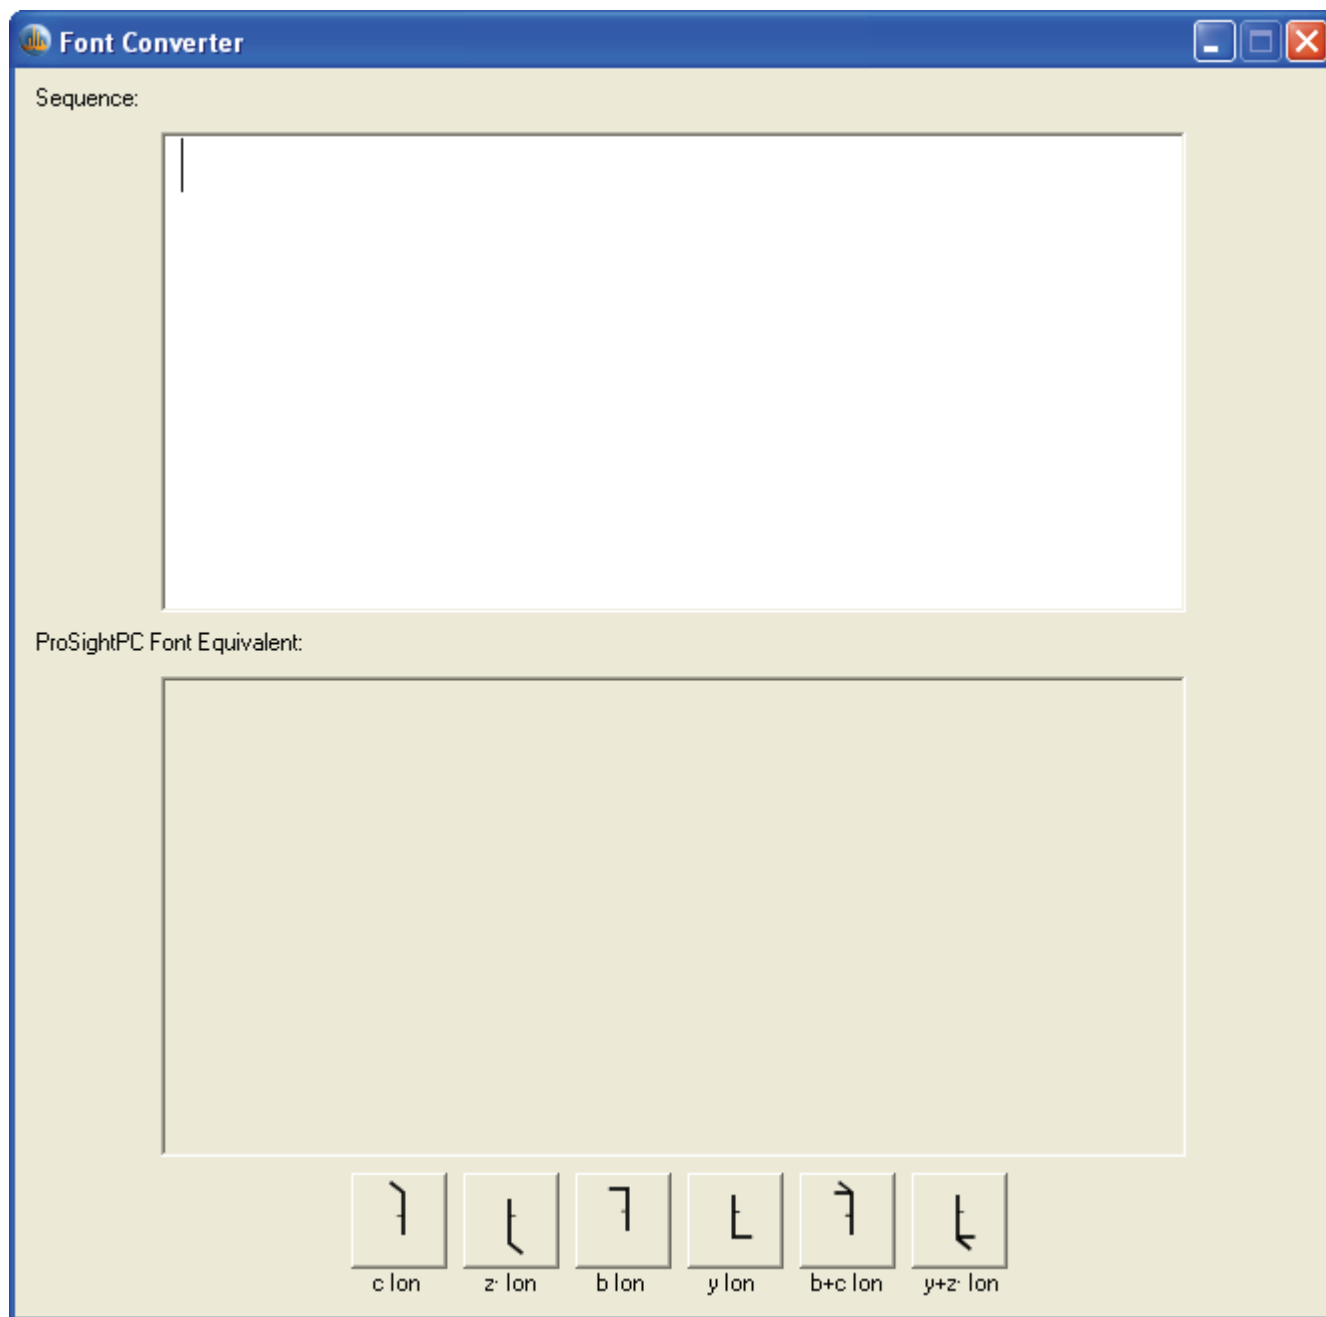 Font Converter
Sequence:
ProSightPC Font Equivalent:
c Ion z· Ion b Ion y Ion b+c Ion y+z· Ion